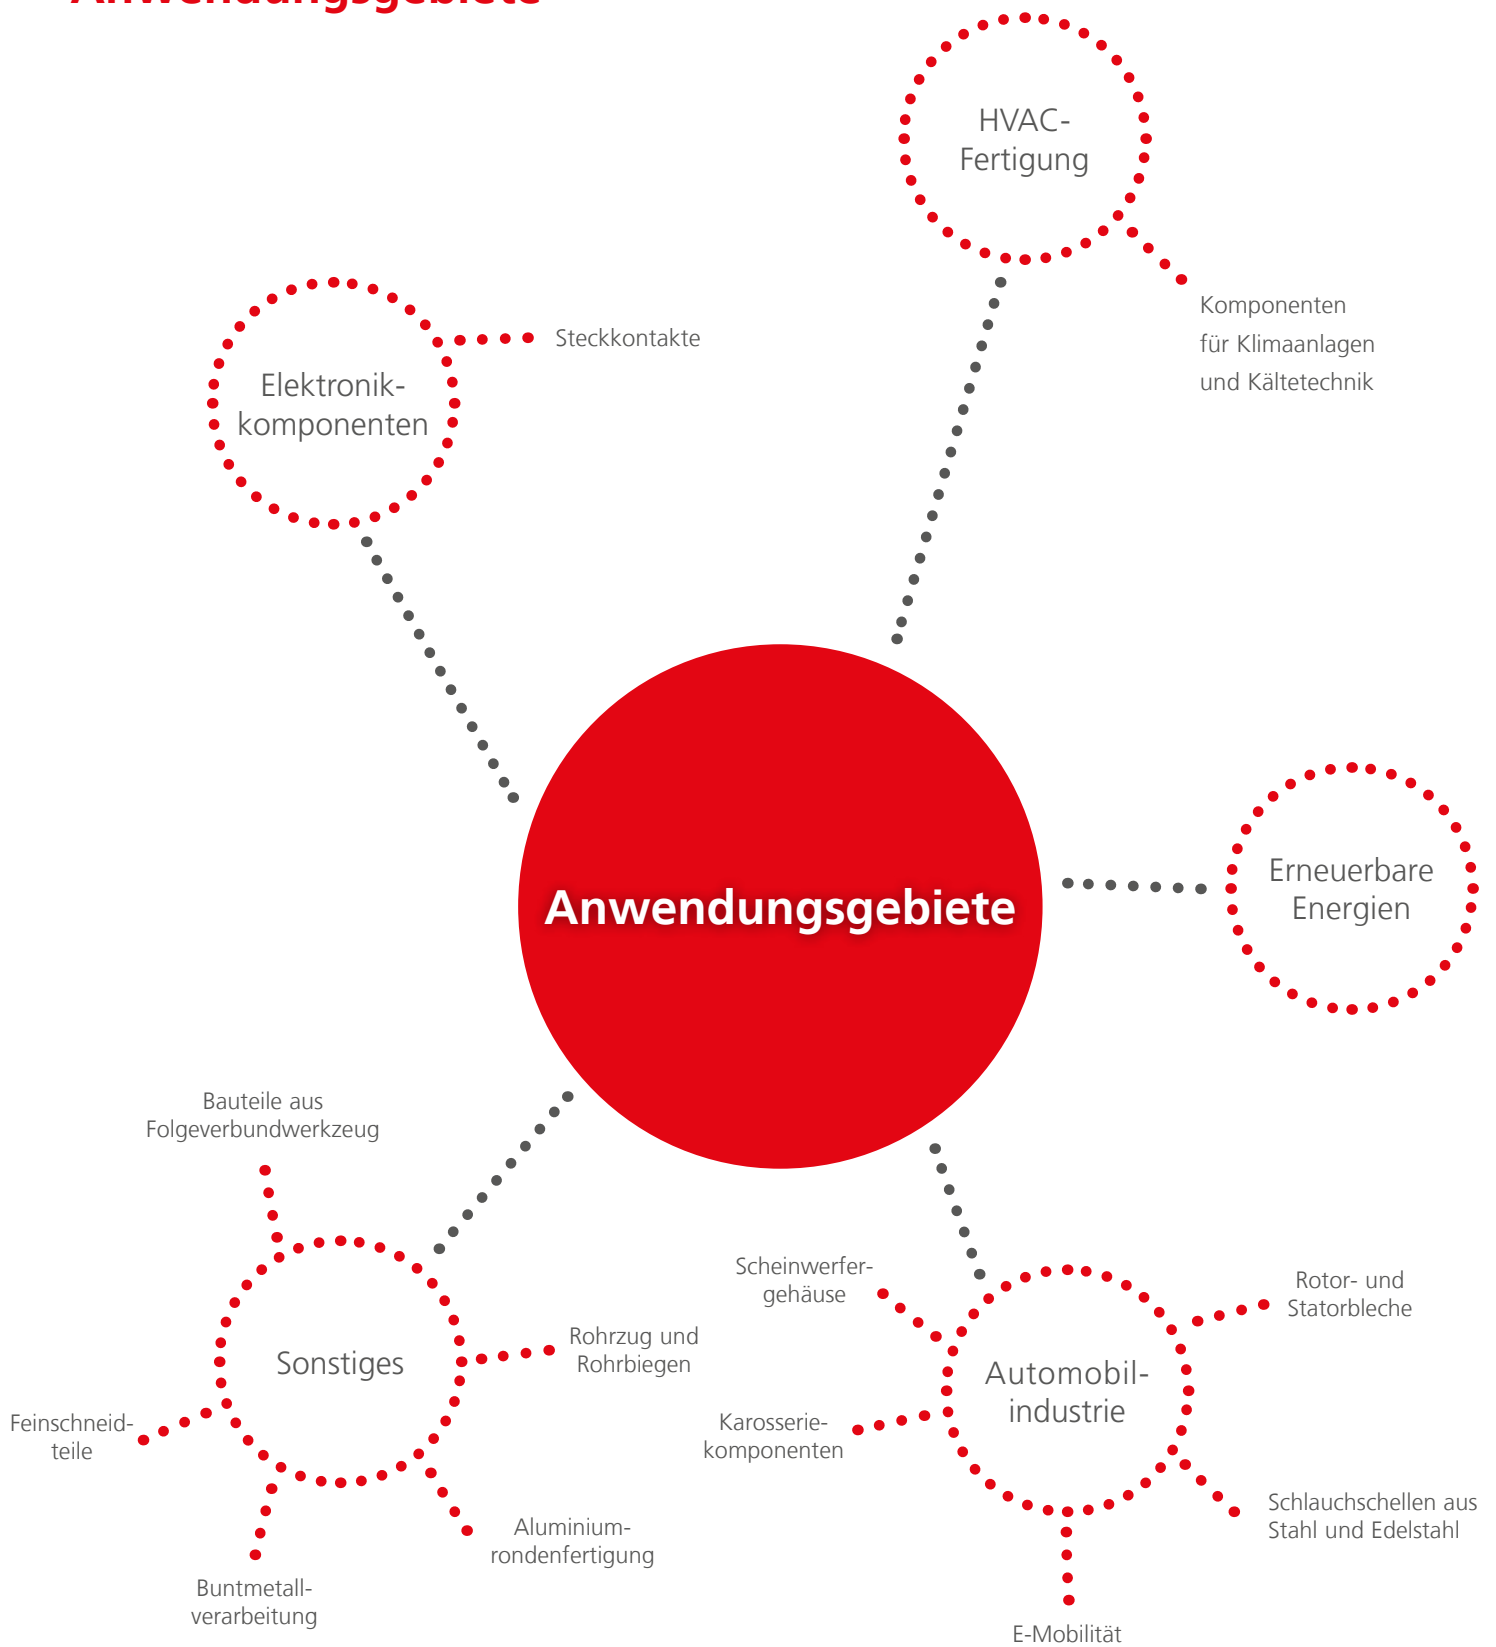 Anwendungsgebiete
HVAC-
Fertigung
Komponenten
für Klimaanlagen
und Kältetechnik
Elektronik-
komponenten
Steckkontakte
Anwendungsgebiete
Erneuerbare
Energien
Bauteile aus
Folgeverbundwerkzeug
Sonstiges
Rohrzug und
Rohrbiegen
Feinschneid-
teile
Aluminium-
rondenfertigung
Buntmetall-
verarbeitung
Scheinwerfer-
gehäuse
Rotor- und
Statorbleche
Automobil-
industrie
Karosserie-
komponenten
Schlauchschellen aus
Stahl und Edelstahl
E-Mobilität